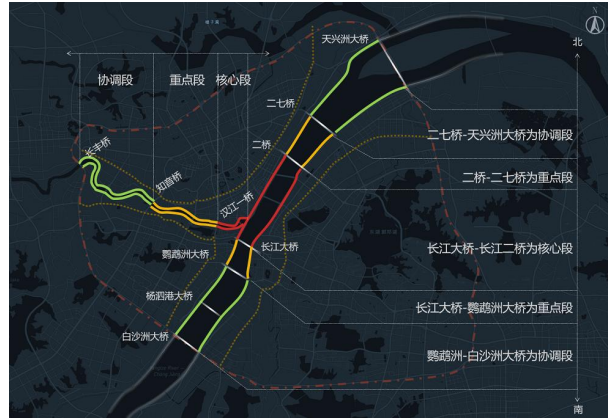 N
北
天兴洲大桥
协调段
重点段
核心段
二七桥
二七桥-天兴洲大桥为协调段
二桥
长丰桥
知音桥
二桥-二七桥为重点段
汉江一桥
长江大桥
长江大桥-长江二桥为核心段
鹦鹉洲大桥
杨泗港大桥
长江大桥-鹦鹉洲大桥为重点段
白沙洲大桥
鹦鹉洲-白沙洲大桥为协调段
南